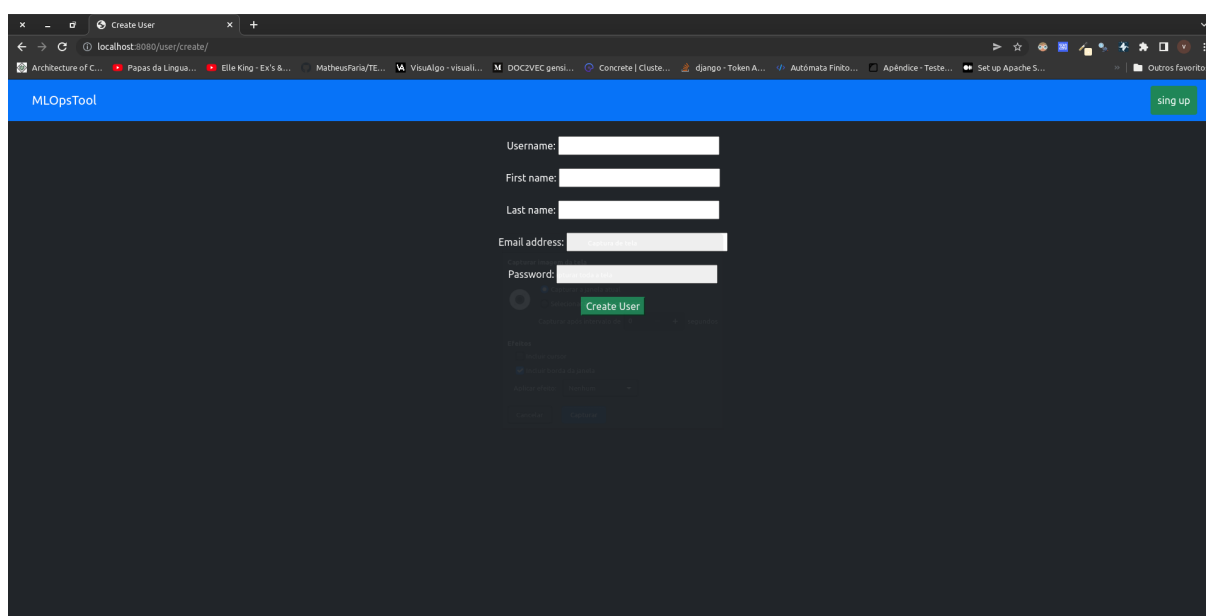 Create User
localhost:8080/user/create/
Architecture of C... Papas da Lingua... Elle King - Ex's &... MatheusFaria/TE... VisuAlgo - visuali... DOC2VEC gensi... Concrete | Cluste... django - Token A... Autómata Finito... Apêndice - Teste... Set up Apache S... » Outros favorito
MLOpsTool
sing up
Username:
First name:
Last name:
Email address:
Password:
Create User